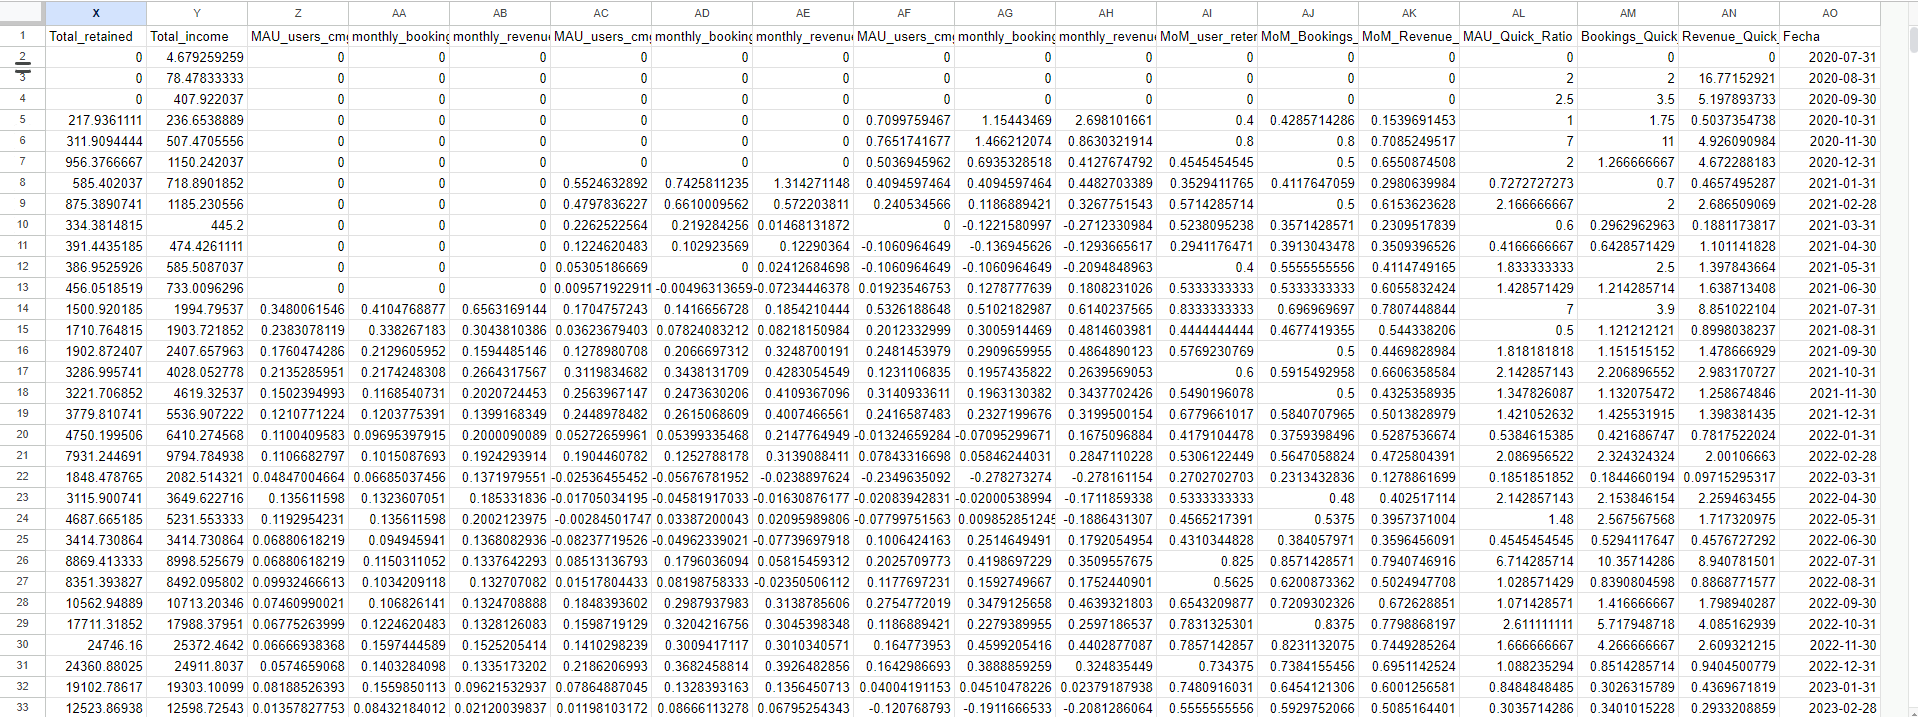 X Y Z AA AB AC AD AE AF AG AH AI AJ AK AL AM AN AO
1 Total_retained Total_income MAU_users_cmg monthly_booking monthly_revenue MAU_users_cmg monthly_booking monthly_revenue MAU_users_cmg monthly_booking monthly_revenue MoM_user_reter MoM_Bookings_ MoM_Revenue_ MAU_Quick_Ratio Bookings_Quick_ Revenue_Quick_ Fecha
2 0 4.679259259 0 0 0 0 0 0 0 0 0 0 0 0 0 0 0 2020-07-31
3 0 78.47833333 0 0 0 0 0 0 0 0 0 0 0 0 2 2 16.77152921 2020-08-31
4 0 407.922037 0 0 0 0 0 0 0 0 0 0 0 0 2.5 3.5 5.197893733 2020-09-30
5 217.9361111 236.6538889 0 0 0 0 0 0 0.7099759467 1.15443469 2.698101661 0.4 0.4285714286 0.1539691453 1 1.75 0.5037354738 2020-10-31
6 311.9094444 507.4705556 0 0 0 0 0 0 0.7651741677 1.466212074 0.8630321914 0.8 0.8 0.7085249517 7 11 4.926090984 2020-11-30
7 956.3766667 1150.242037 0 0 0 0 0 0 0.5036945962 0.6935328518 0.4127674792 0.4545454545 0.5 0.6550874508 2 1.266666667 4.672288183 2020-12-31
8 585.402037 718.8901852 0 0 0 0.5524632892 0.7425811235 1.314271148 0.4094597464 0.4094597464 0.4482703389 0.3529411765 0.4117647059 0.2980639984 0.7272727273 0.7 0.4657495287 2021-01-31
9 875.3890741 1185.230556 0 0 0 0.4797836227 0.6610009562 0.572203811 0.240534566 0.1186889421 0.3267751543 0.5714285714 0.5 0.6153623628 2.166666667 2 2.686509069 2021-02-28
10 334.3814815 445.2 0 0 0 0.2262522564 0.219284256 0.01468131872 0 -0.1221580997 -0.2712330984 0.5238095238 0.3571428571 0.2309517839 0.6 0.2962962963 0.1881173817 2021-03-31
11 391.4435185 474.4261111 0 0 0 0.1224620483 0.102923569 0.12290364 -0.1060964649 -0.136945626 -0.1293665617 0.2941176471 0.3913043478 0.3509396526 0.4166666667 0.6428571429 1.101141828 2021-04-30
12 386.9525926 585.5087037 0 0 0 0.05305186669 0 0.02412684698 -0.1060964649 -0.1060964649 -0.2094848963 0.4 0.5555555556 0.4114749165 1.833333333 2.5 1.397843664 2021-05-31
13 456.0518519 733.0096296 0 0 0 0.009571922911 -0.00496313659 -0.07234446378 0.01923546753 0.1278777639 0.1808231026 0.5333333333 0.5333333333 0.6055832424 1.428571429 1.214285714 1.638713408 2021-06-30
14 1500.920185 1994.79537 0.3480061546 0.4104768877 0.6563169144 0.1704757243 0.1416656728 0.1854210444 0.5326188648 0.5102182987 0.6140237565 0.8333333333 0.696969697 0.7807448844 7 3.9 8.851022104 2021-07-31
15 1710.764815 1903.721852 0.2383078119 0.338267183 0.3043810386 0.03623679403 0.07824083212 0.08218150984 0.2012332999 0.3005914469 0.4814603981 0.4444444444 0.4677419355 0.544338206 0.5 1.121212121 0.8998038237 2021-08-31
16 1902.872407 2407.657963 0.1760474286 0.2129605952 0.1594485146 0.1278980708 0.2066697312 0.3248700191 0.2481453979 0.2909659955 0.4864890123 0.5769230769 0.5 0.4469828984 1.818181818 1.151515152 1.478666929 2021-09-30
17 3286.995741 4028.052778 0.2135285951 0.2174248308 0.2664317567 0.3119834682 0.3438131709 0.4283054549 0.1231106835 0.1957435822 0.2639569053 0.6 0.5915492958 0.6606358584 2.142857143 2.206896552 2.983170727 2021-10-31
18 3221.706852 4619.32537 0.1502394993 0.1168540731 0.2020724453 0.2563967147 0.2473630206 0.4109367096 0.3140933611 0.1963130382 0.3437702426 0.5490196078 0.5 0.4325358935 1.347826087 1.132075472 1.258674846 2021-11-30
19 3779.810741 5536.907222 0.1210771224 0.1203775391 0.1399168349 0.2448978482 0.2615068609 0.4007466561 0.2416587483 0.2327199676 0.3199500154 0.6779661017 0.5840707965 0.5013828979 1.421052632 1.425531915 1.398381435 2021-12-31
20 4750.199506 6410.274568 0.1100409583 0.09695397915 0.2000090089 0.05272659961 0.05399335468 0.2147764949 -0.01324659284 -0.07095299671 0.1675096884 0.4179104478 0.3759398496 0.5287536674 0.5384615385 0.421686747 0.7817522024 2022-01-31
21 7931.244691 9794.784938 0.1106682797 0.1015087693 0.1924293914 0.1904460782 0.1252788178 0.3139088411 0.07843316698 0.05846244031 0.2847110228 0.5306122449 0.5647058824 0.4725804391 2.086956522 2.324324324 2.00106663 2022-02-28
22 1848.478765 2082.514321 0.04847004664 0.06685037456 0.1371979551 -0.02536455452 -0.05676781952 -0.0238897624 -0.2349635092 -0.278273274 -0.278161154 0.2702702703 0.2313432836 0.1278861699 0.1851851852 0.1844660194 0.09715295317 2022-03-31
23 3115.900741 3649.622716 0.135611598 0.1323607051 0.185331836 -0.01705034195 -0.04581917033 -0.01630876177 -0.02083942831 -0.02000538994 -0.1711859338 0.5333333333 0.48 0.402517114 2.142857143 2.153846154 2.259463455 2022-04-30
24 4687.665185 5231.553333 0.1192954231 0.135611598 0.2002123975 -0.00284501747 0.03387200043 0.02095989806 -0.07799751563 0.009852851245 -0.1886431307 0.4565217391 0.5375 0.3957371004 1.48 2.567567568 1.717320975 2022-05-31
25 3414.730864 3414.730864 0.06880618219 0.094945941 0.1368082936 -0.08237719526 -0.04962339021 -0.07739697918 0.1006424163 0.2514649491 0.1792054954 0.4310344828 0.384057971 0.3596456091 0.4545454545 0.5294117647 0.4576727292 2022-06-30
26 8869.413333 8998.525679 0.06880618219 0.1150311052 0.1337642293 0.08513136793 0.1796036094 0.05815459312 0.2025709773 0.4198697229 0.3509557675 0.825 0.8571428571 0.7940746916 6.714285714 10.35714286 8.940781501 2022-07-31
27 8351.393827 8492.095802 0.09932466613 0.1034209118 0.132707082 0.01517804433 0.08198758333 -0.02350506112 0.1177697231 0.1592749667 0.1752440901 0.5625 0.6200873362 0.5024947708 1.028571429 0.8390804598 0.8868771577 2022-08-31
28 10562.94889 10713.20346 0.07460990021 0.106826141 0.1324708888 0.1848393602 0.2987937983 0.3138785606 0.2754772019 0.3479125658 0.4639321803 0.6543209877 0.7209302326 0.672628851 1.071428571 1.416666667 1.798940287 2022-09-30
29 17711.31852 17988.37951 0.06775263999 0.1224620483 0.1328126083 0.1598719129 0.3204216756 0.3045398348 0.1186889421 0.2279389955 0.2597186537 0.7831325301 0.8375 0.7798868197 2.611111111 5.717948718 4.085162939 2022-10-31
30 24746.16 25372.4642 0.06666938368 0.1597444589 0.1525205414 0.1410298239 0.3009417117 0.3010340571 0.164773953 0.4599205416 0.4402877087 0.7857142857 0.8231132075 0.7449285264 1.666666667 4.266666667 2.609321215 2022-11-30
31 24360.88025 24911.8037 0.0574659068 0.1403284098 0.1335173202 0.2186206993 0.3682458814 0.3926482856 0.1642986693 0.3888859259 0.324835449 0.734375 0.7384155456 0.6951142524 1.088235294 0.8514285714 0.9404500779 2022-12-31
32 19102.78617 19303.10099 0.08188526393 0.1559850113 0.09621532937 0.07864887045 0.1328393163 0.1356450713 0.04004191153 0.04510478226 0.02379187938 0.7480916031 0.6454121306 0.6001256581 0.8484848485 0.3026315789 0.4369671819 2023-01-31
33 12523.86938 12598.72543 0.01357827753 0.08432184012 0.02120039837 0.01198103172 0.08666113278 0.06795254343 -0.120768793 -0.1911666533 -0.2081286064 0.5555555556 0.5929752066 0.5085164401 0.3035714286 0.3401015228 0.2933208859 2023-02-28